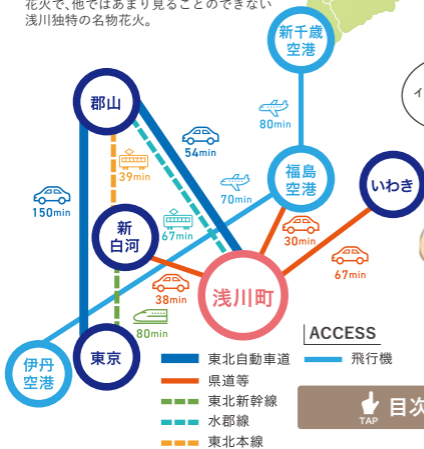 花火で、他ではあまり見ることのできない
浅川独特の名物花火。
新千歳
空港
イ
郡山
54min
80min
39min
福島
空港
いわき
150min
70min
新
白河
67min
30min
67min
38min
浅川町
80min
ACCESS
伊丹
空港
東京
東北自動車道
飛行機
県道等
東北新幹線
水郡線
東北本線
TAP
目次